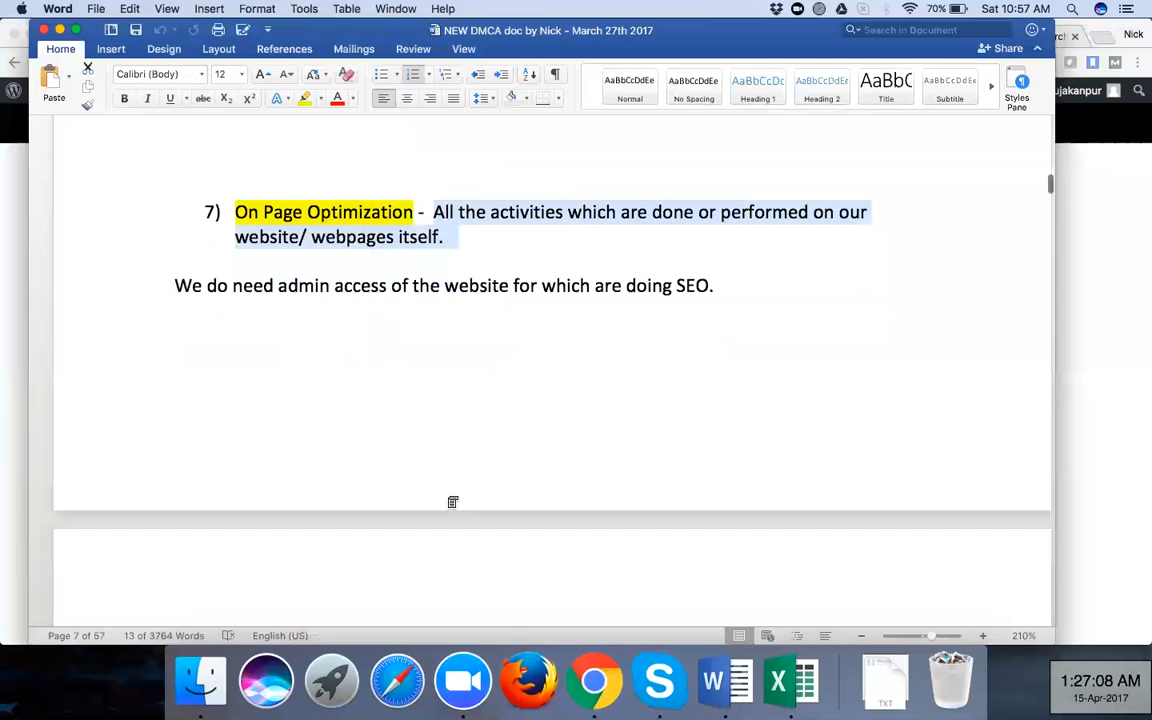 Word File Edit View Insert Format Tools Table Window Help 70% Sat 10:57 AM
NEW DMCA doc by Nick - March 27th 2017
Search in Document
Nick
Home Insert Design Layout References Mailings Review View
Share
Paste
Calibri (Body) 12
AaBbCcDdEe AaBbCcDdEe AaBbCcDc AaBbCcDdEe AaBbC AaBbCcDdEe
Normal No Spacing Heading 1 Heading 2 Title Subtitle
Styles
Pane
ujakanpur
7) On Page Optimization - All the activities which are done or performed on our
website/ webpages itself.
We do need admin access of the website for which are doing SEO.
Page 7 of 57 13 of 3764 Words English (US) 210%
TXT
1:27:08 AM
15-Apr-2017